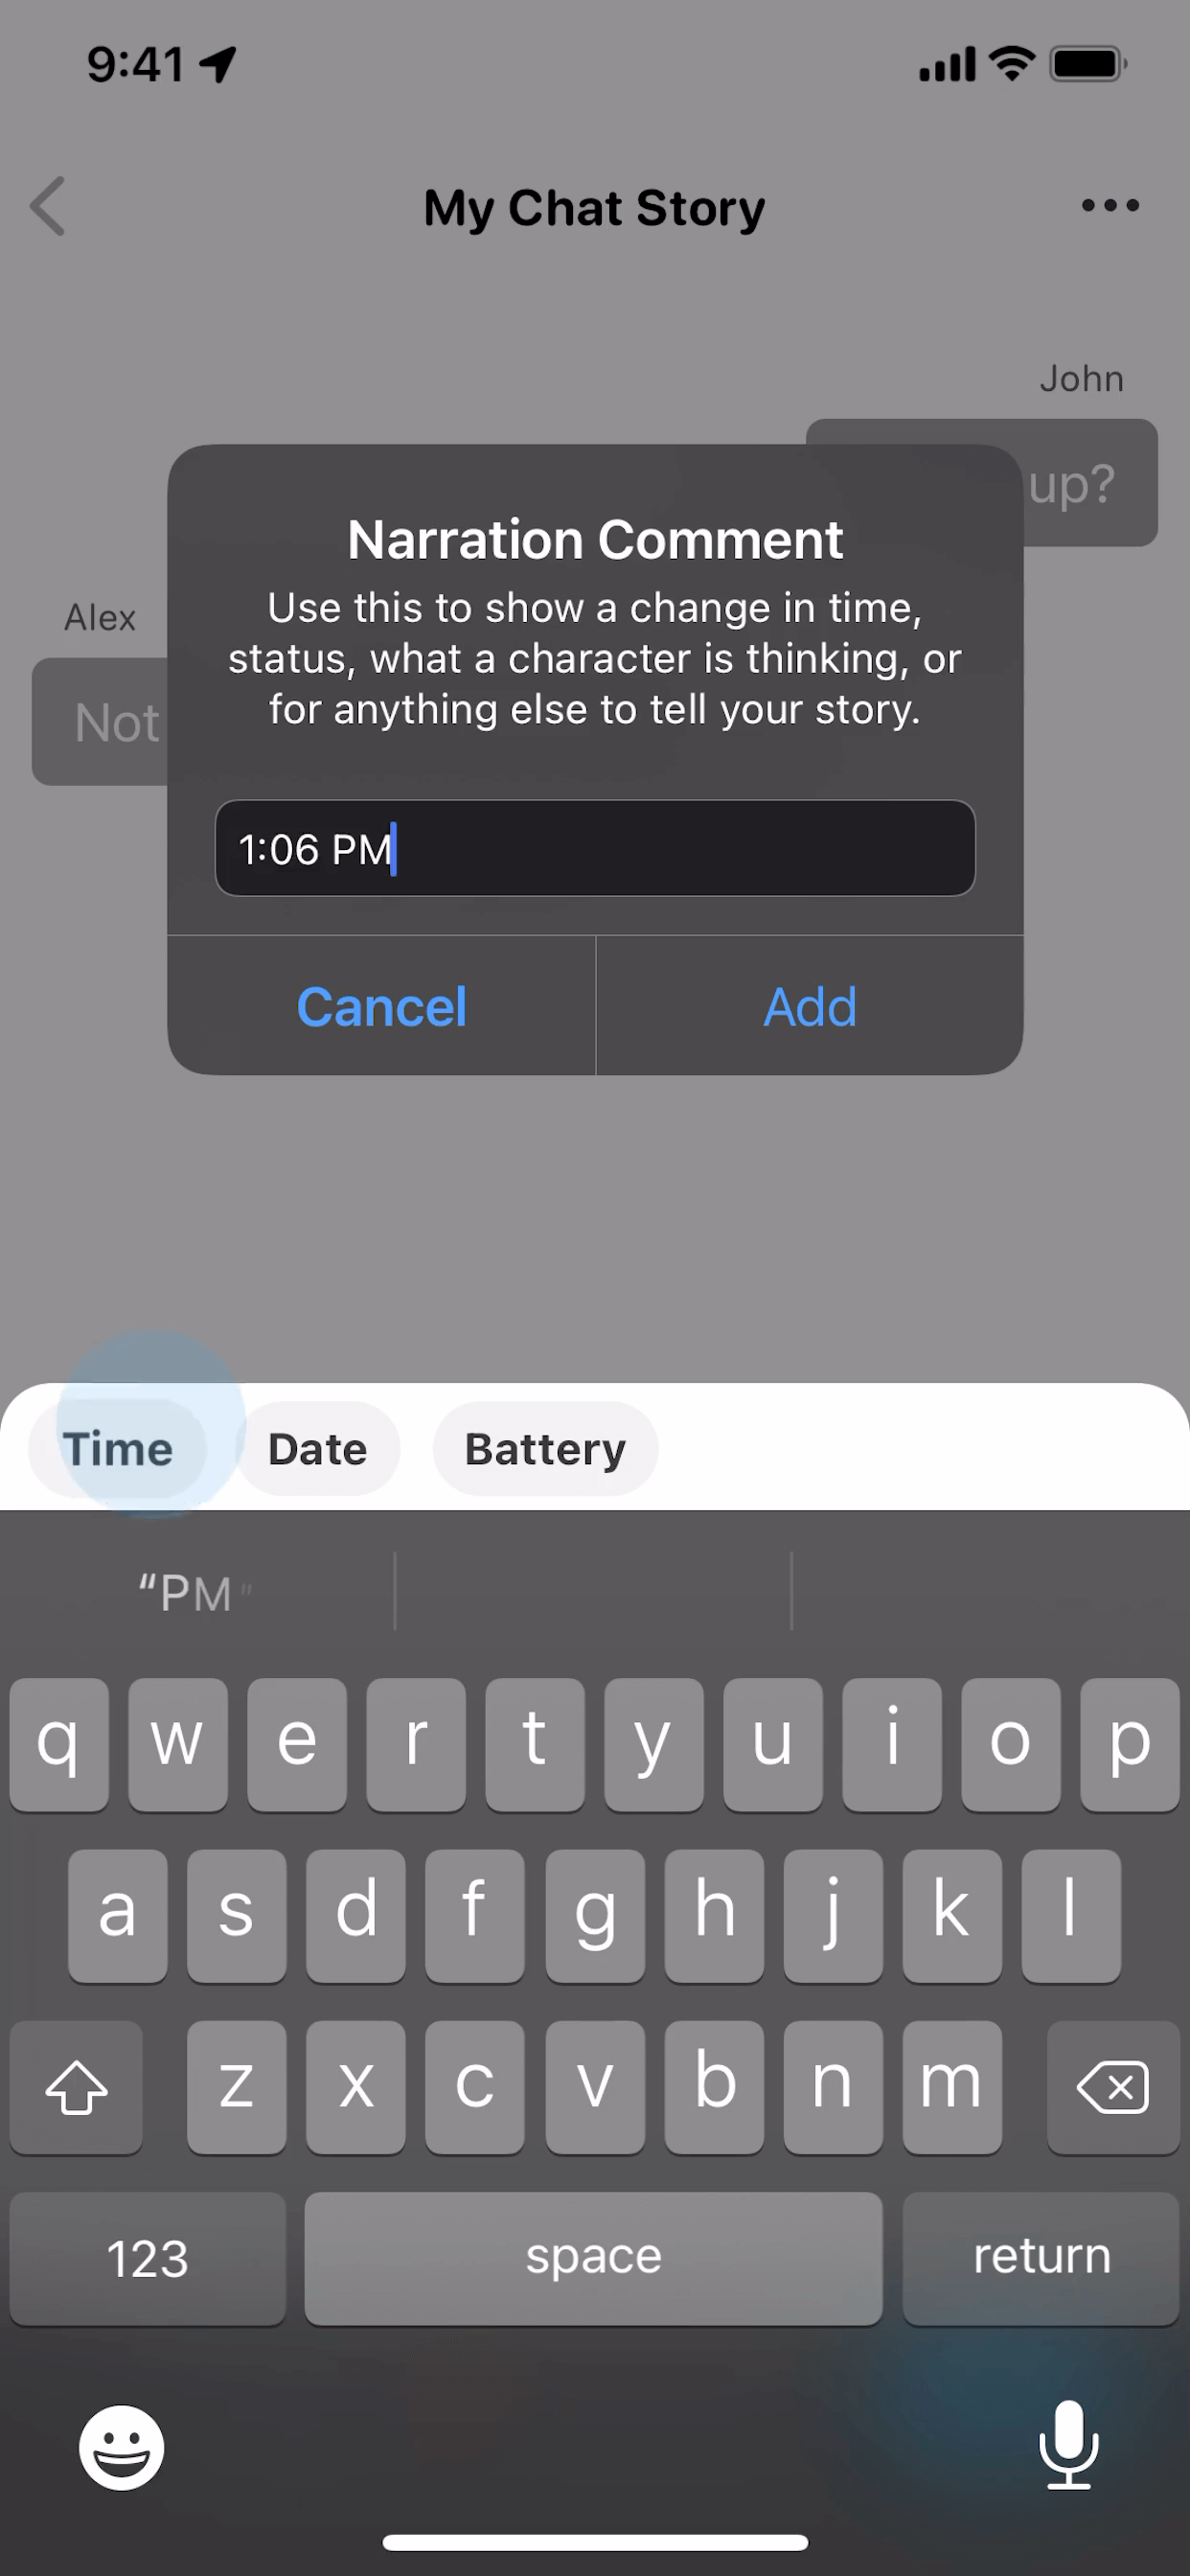 9:41
My Chat Story
John
up?
Narration Comment
Use this to show a change in time,
status, what a character is thinking, or
for anything else to tell your story.
Alex
Not
1:06 PM
Cancel
Add
Time
Date
Battery
“PM”
q w e r t y u i o p
a s d f g h j k l
z x c v b n m
123
space
return